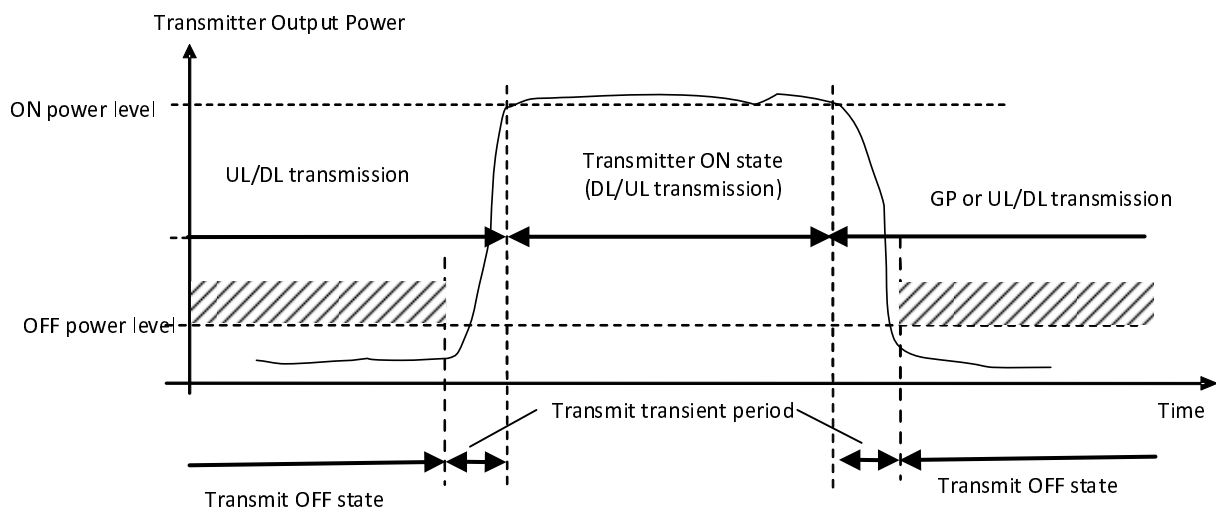 Transmitter Output Power
ON power level
UL/DL transmission
Transmitter ON state
(DL/UL transmission)
GP or UL/DL transmission
OFF power level
Transmit transient period
Time
Transmit OFF state
Transmit OFF state